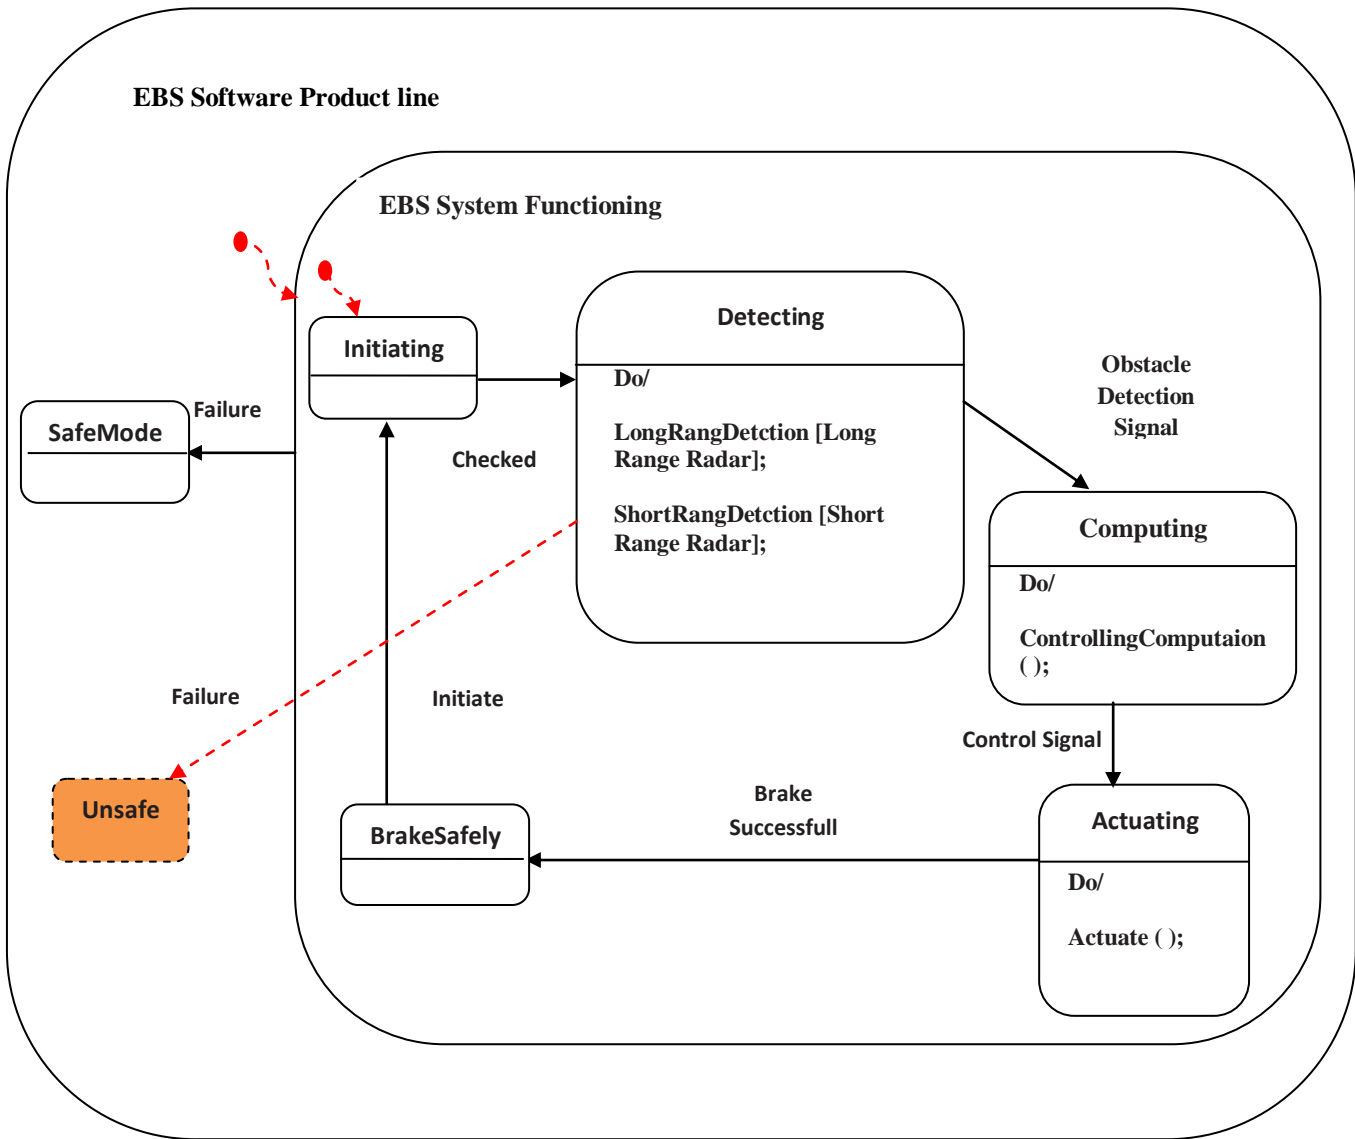 EBS Software Product line
EBS System Functioning
Initiating
Detecting
Do/
LongRangDetction [Long
Range Radar];
ShortRangDetction [Short
Range Radar];
Obstacle
Detection
Signal
Failure
SafeMode
Checked
Computing
Do/
ControllingComputaion
( );
Failure
Initiate
Control Signal
Unsafe
BrakeSafely
Brake
Successfull
Actuating
Do/
Actuate ( );